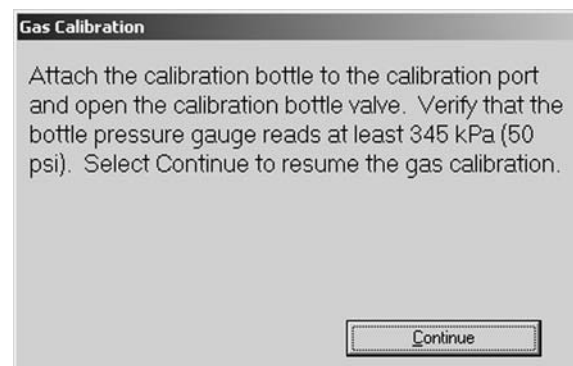 Gas Calibration
Attach the calibration bottle to the calibration port
and open the calibration bottle valve. Verify that the
bottle pressure gauge reads at least 345 kPa (50
psi). Select Continue to resume the gas calibration.
Continue